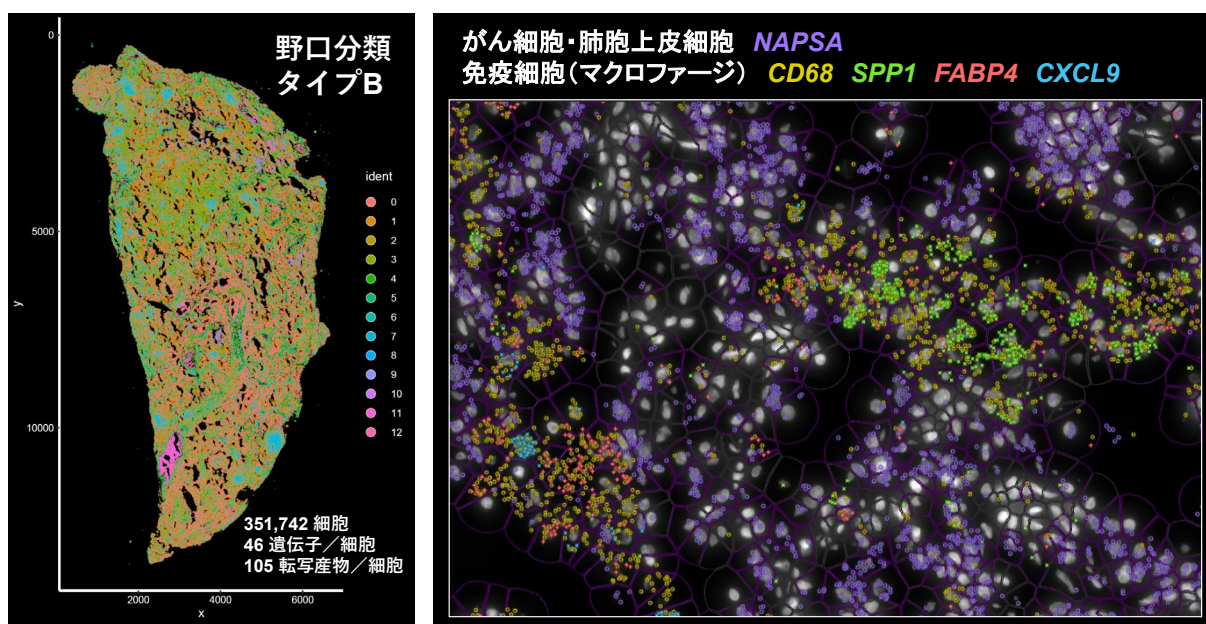 野口分類
タイプB
0
5000
10000
y
2000
4000
6000
x
ident
0
1
2
3
4
5
6
7
8
9
10
11
12
351,742 細胞
46 遺伝子／細胞
105 転写産物／細胞
がん細胞・肺胞上皮細胞 NAPSA
免疫細胞（マクロファージ） CD68 SPP1 FABP4 CXCL9